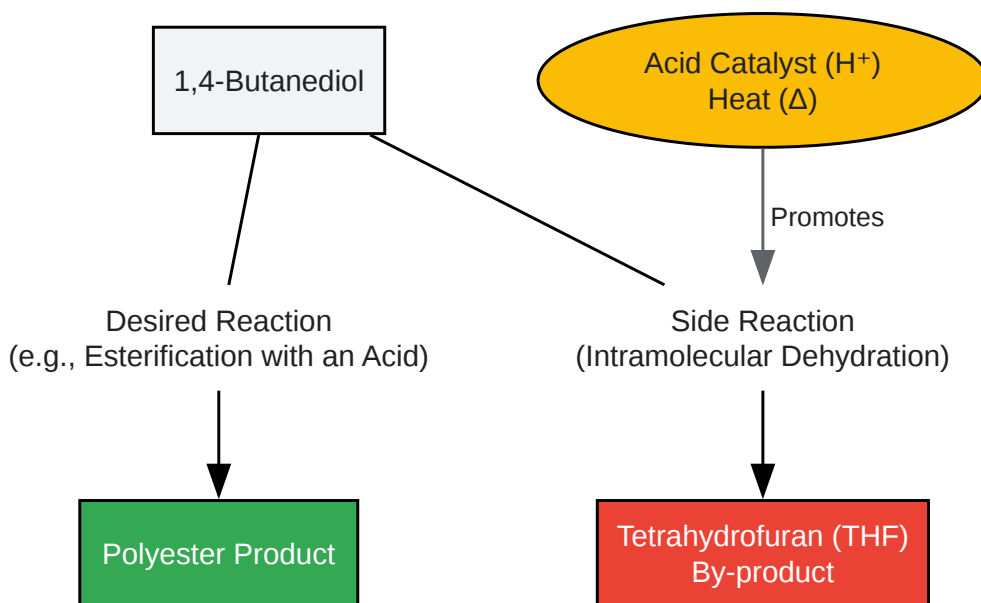 1,4-Butanediol
Acid Catalyst (H⁺)
Heat (Δ)
Promotes
Desired Reaction
(e.g., Esterification with an Acid)
Side Reaction
(Intramolecular Dehydration)
Polyester Product
Tetrahydrofuran (THF)
By-product